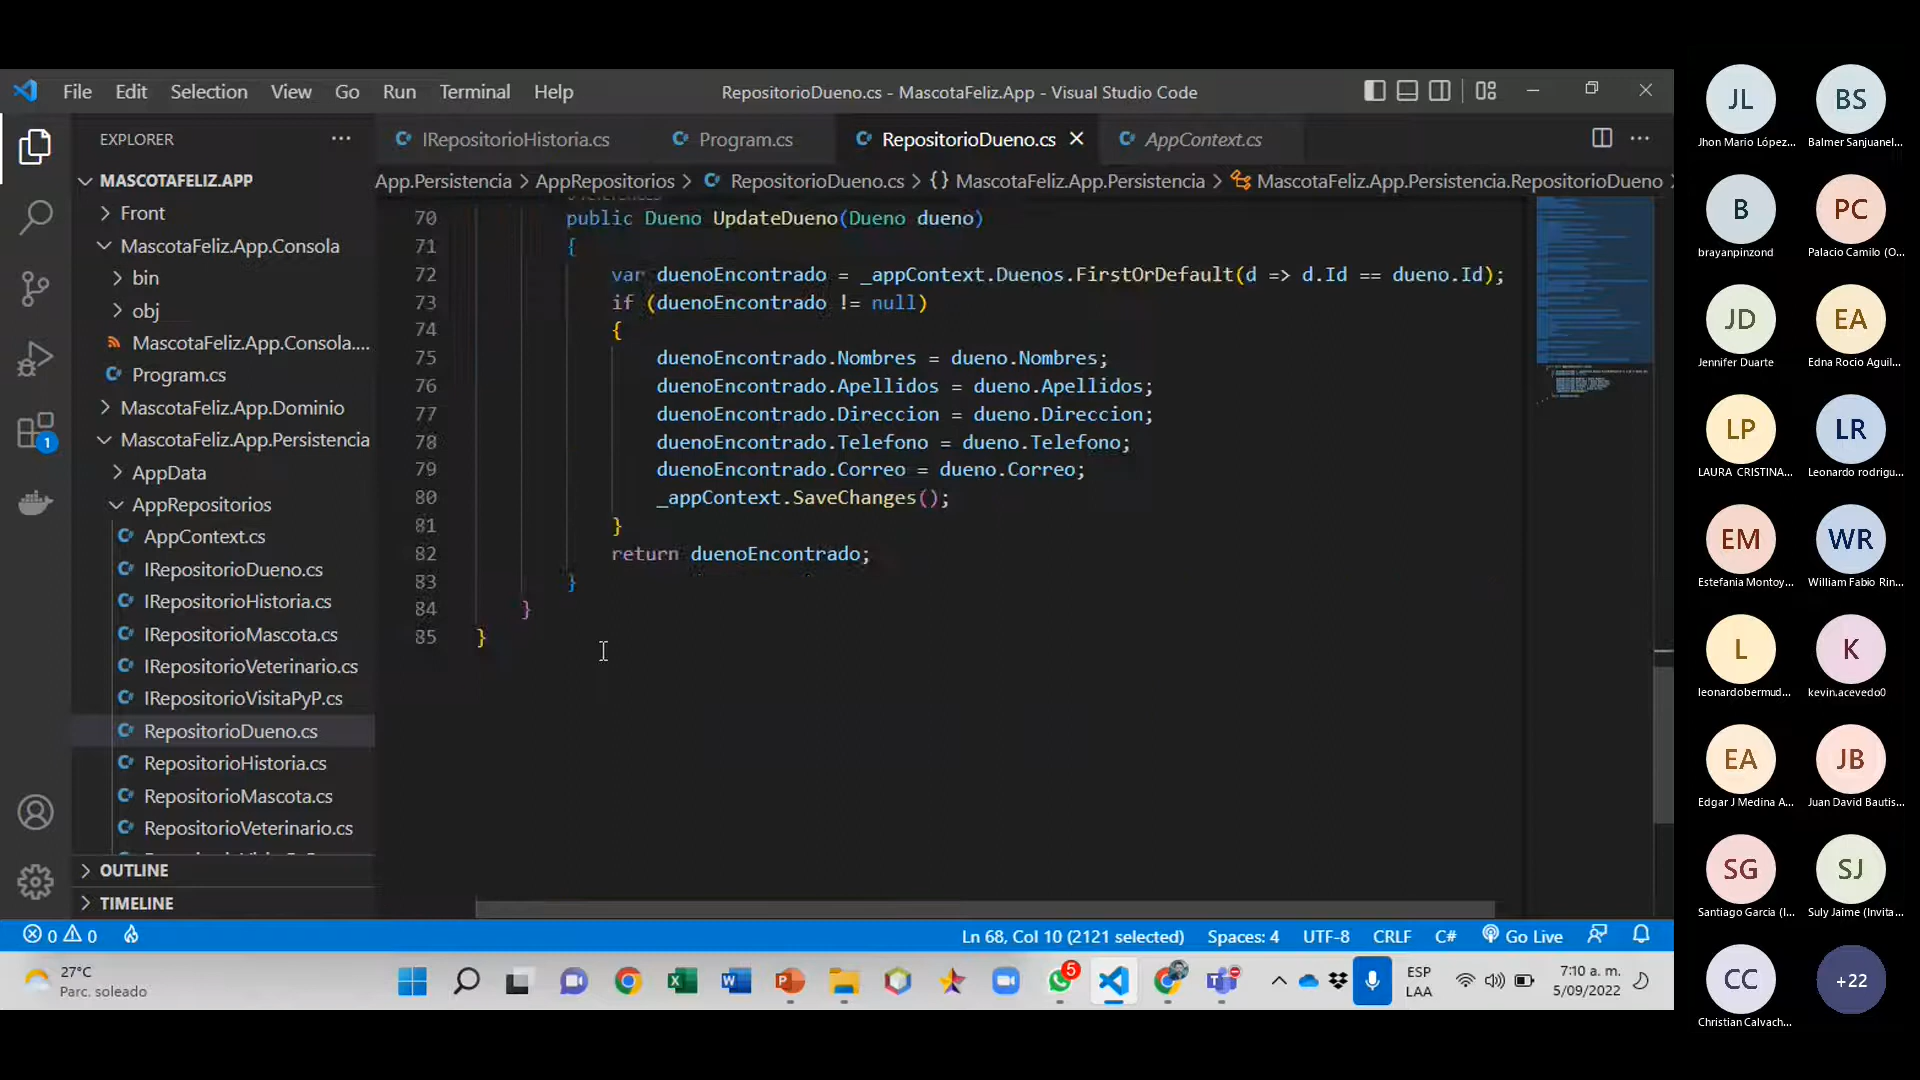 File Edit Selection View Go Run Terminal Help
RepositorioDueno.cs - MascotaFeliz.App - Visual Studio Code
EXPLORER
MASCOTAFELIZ.APP
Front
MascotaFeliz.App.Consola
bin
obj
MascotaFeliz.App.Consola....
Program.cs
MascotaFeliz.App.Dominio
MascotaFeliz.App.Persistencia
AppData
AppRepositorios
AppContext.cs
IRepositorioDueno.cs
IRepositorioHistoria.cs
IRepositorioMascota.cs
IRepositorioVeterinario.cs
IRepositorioVisitaPyP.cs
RepositorioDueno.cs
RepositorioHistoria.cs
RepositorioMascota.cs
RepositorioVeterinario.cs
OUTLINE
TIMELINE
1
IRepositorioHistoria.cs Program.cs RepositorioDueno.cs AppContext.cs
App.Persistencia > AppRepositorios > RepositorioDueno.cs > {} MascotaFeliz.App.Persistencia > MascotaFeliz.App.Persistencia.RepositorioDueno
70 public Dueno UpdateDueno(Dueno dueno)
71 {
72 var duenoEncontrado = _appContext.Duenos.FirstOrDefault(d => d.Id == dueno.Id);
73 if (duenoEncontrado != null)
74 {
75 duenoEncontrado.Nombres = dueno.Nombres;
76 duenoEncontrado.Apellidos = dueno.Apellidos;
77 duenoEncontrado.Direccion = dueno.Direccion;
78 duenoEncontrado.Telefono = dueno.Telefono;
79 duenoEncontrado.Correo = dueno.Correo;
80 _appContext.SaveChanges();
81 }
82 return duenoEncontrado;
83 }
84 }
85 }
0 0
Ln 68, Col 10 (2121 selected) Spaces: 4 UTF-8 CRLF C# Go Live
27°C
Parc. soleado
5
ESP
LAA
7:10 a. m.
5/09/2022
JL BS
Jhon Mario López... Balmer Sanjuanel...
B PC
brayanpinzond Palacio Camilo (O...
JD EA
Jennifer Duarte Edna Rocio Aguil...
LP LR
LAURA CRISTINA... Leonardo rodrigu...
EM WR
Estefania Montoy... William Fabio Rin...
L K
leonardobermud... kevin.acevedo0
EA JB
Edgar J Medina A... Juan David Bautis...
SG SJ
Santiago Garcia (I... Suly Jaime (Invita...
CC +22
Christian Calvach...